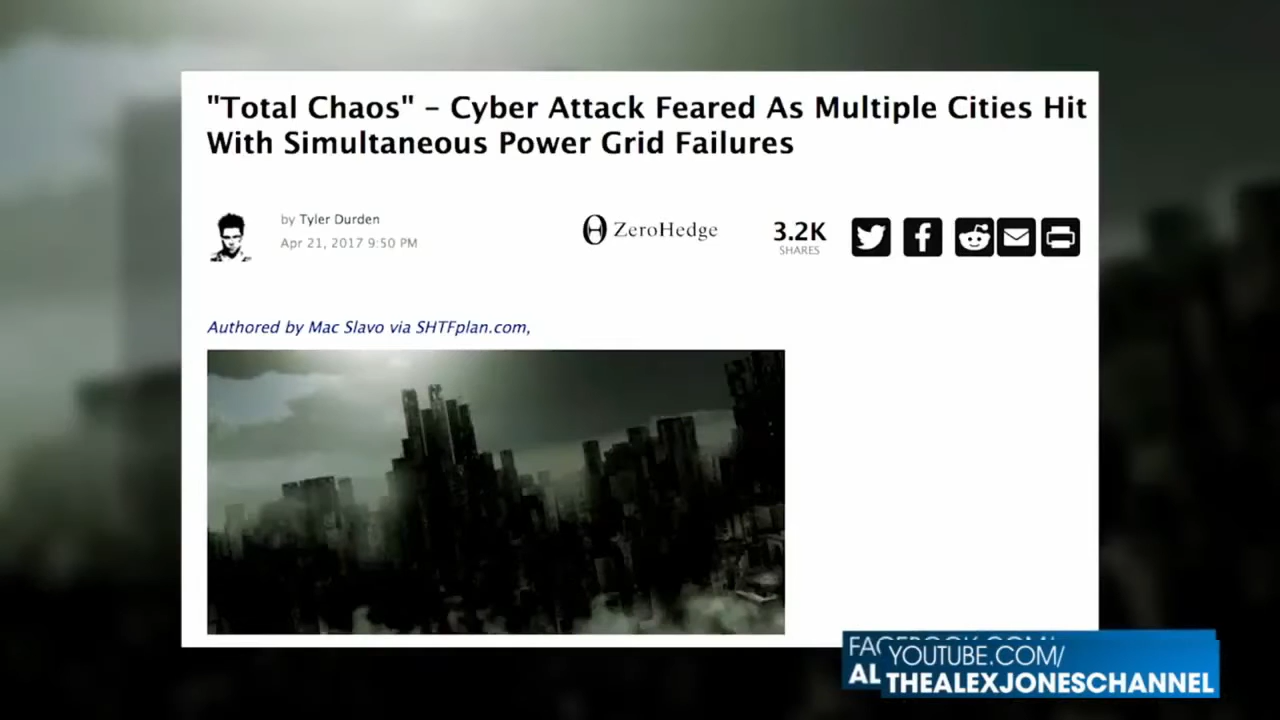 "Total Chaos" – Cyber Attack Feared As Multiple Cities Hit
With Simultaneous Power Grid Failures
by Tyler Durden
Apr 21, 2017 9:50 PM
ZeroHedge
3.2K
SHARES
Authored by Mac Slavo via SHTFplan.com,
YOUTUBE.COM/
THEALEXJONESCHANNEL